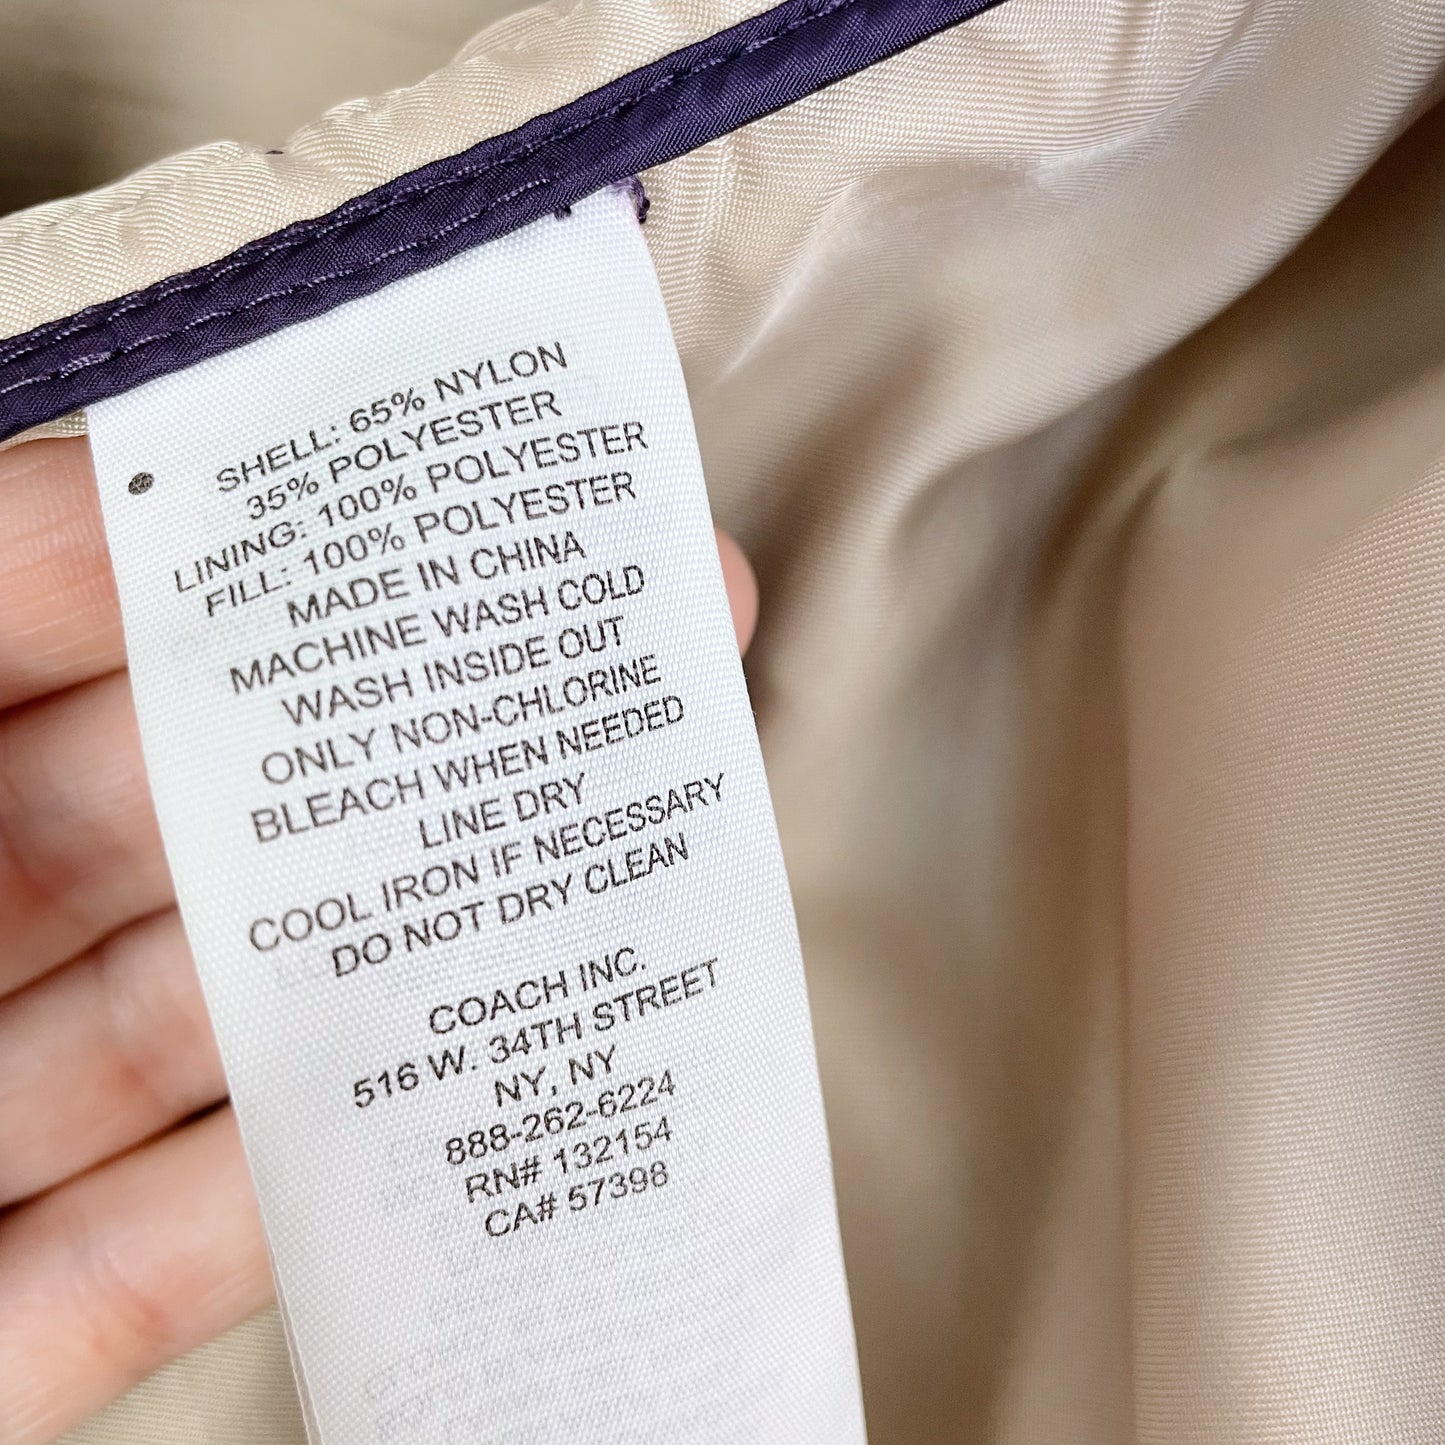 SHELL: 65% NYLON
35% POLYESTER
LINING: 100% POLYESTER
FILL: 100% POLYESTER
MADE IN CHINA
MACHINE WASH COLD
WASH INSIDE OUT
ONLY NON-CHLORINE
BLEACH WHEN NEEDED
LINE DRY
COOL IRON IF NECESSARY
DO NOT DRY CLEAN
COACH INC.
516 W. 34TH STREET
NY, NY
888-262-6224
RN# 132154
CA# 57398